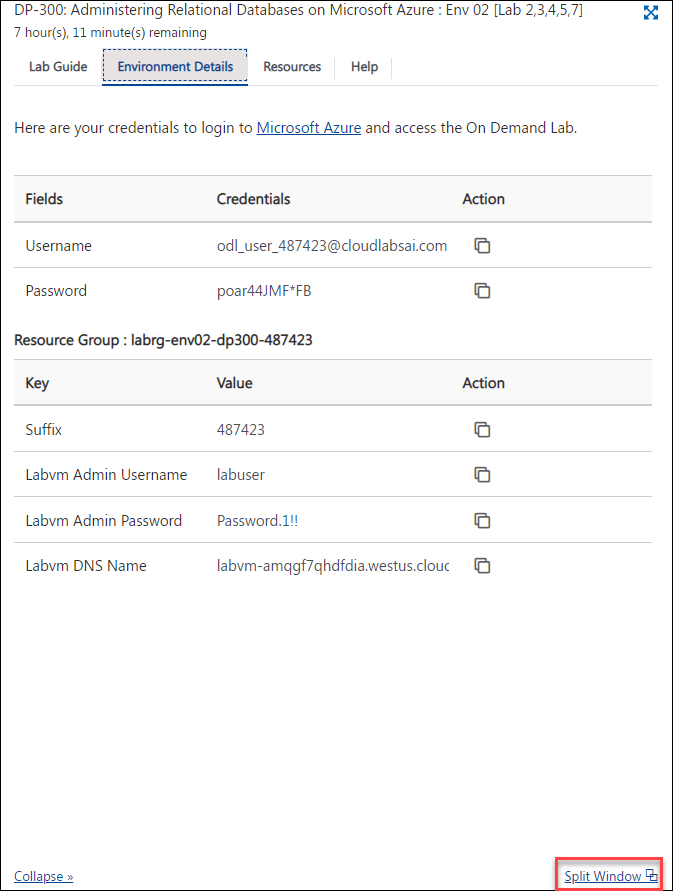 DP-300: Administering Relational Databases on Microsoft Azure : Env 02 [Lab 2,3,4,5,7]
7 hour(s), 11 minute(s) remaining
Lab Guide Environment Details Resources Help
Here are your credentials to login to Microsoft Azure and access the On Demand Lab.
Fields Credentials Action
Username odl_user_487423@cloudlabsai.com
Password poar44JMF*FB
Resource Group : labrg-env02-dp300-487423
Key Value Action
Suffix 487423
Labvm Admin Username labuser
Labvm Admin Password Password.1!!
Labvm DNS Name labvm-amqgf7qhdfdia.westus.clouc
Collapse » Split Window